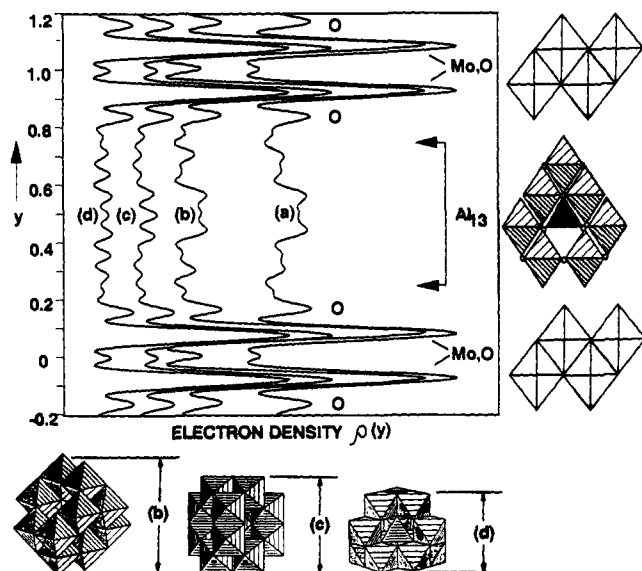 1.2
1.0
0.8
0.6
0.4
0.2
0
-0.2
y
O
Mo,O
O
(d)
(c)
(b)
(a)
Al13
O
Mo,O
O
ELECTRON DENSITY ρ(y)
(b)
(c)
(d)